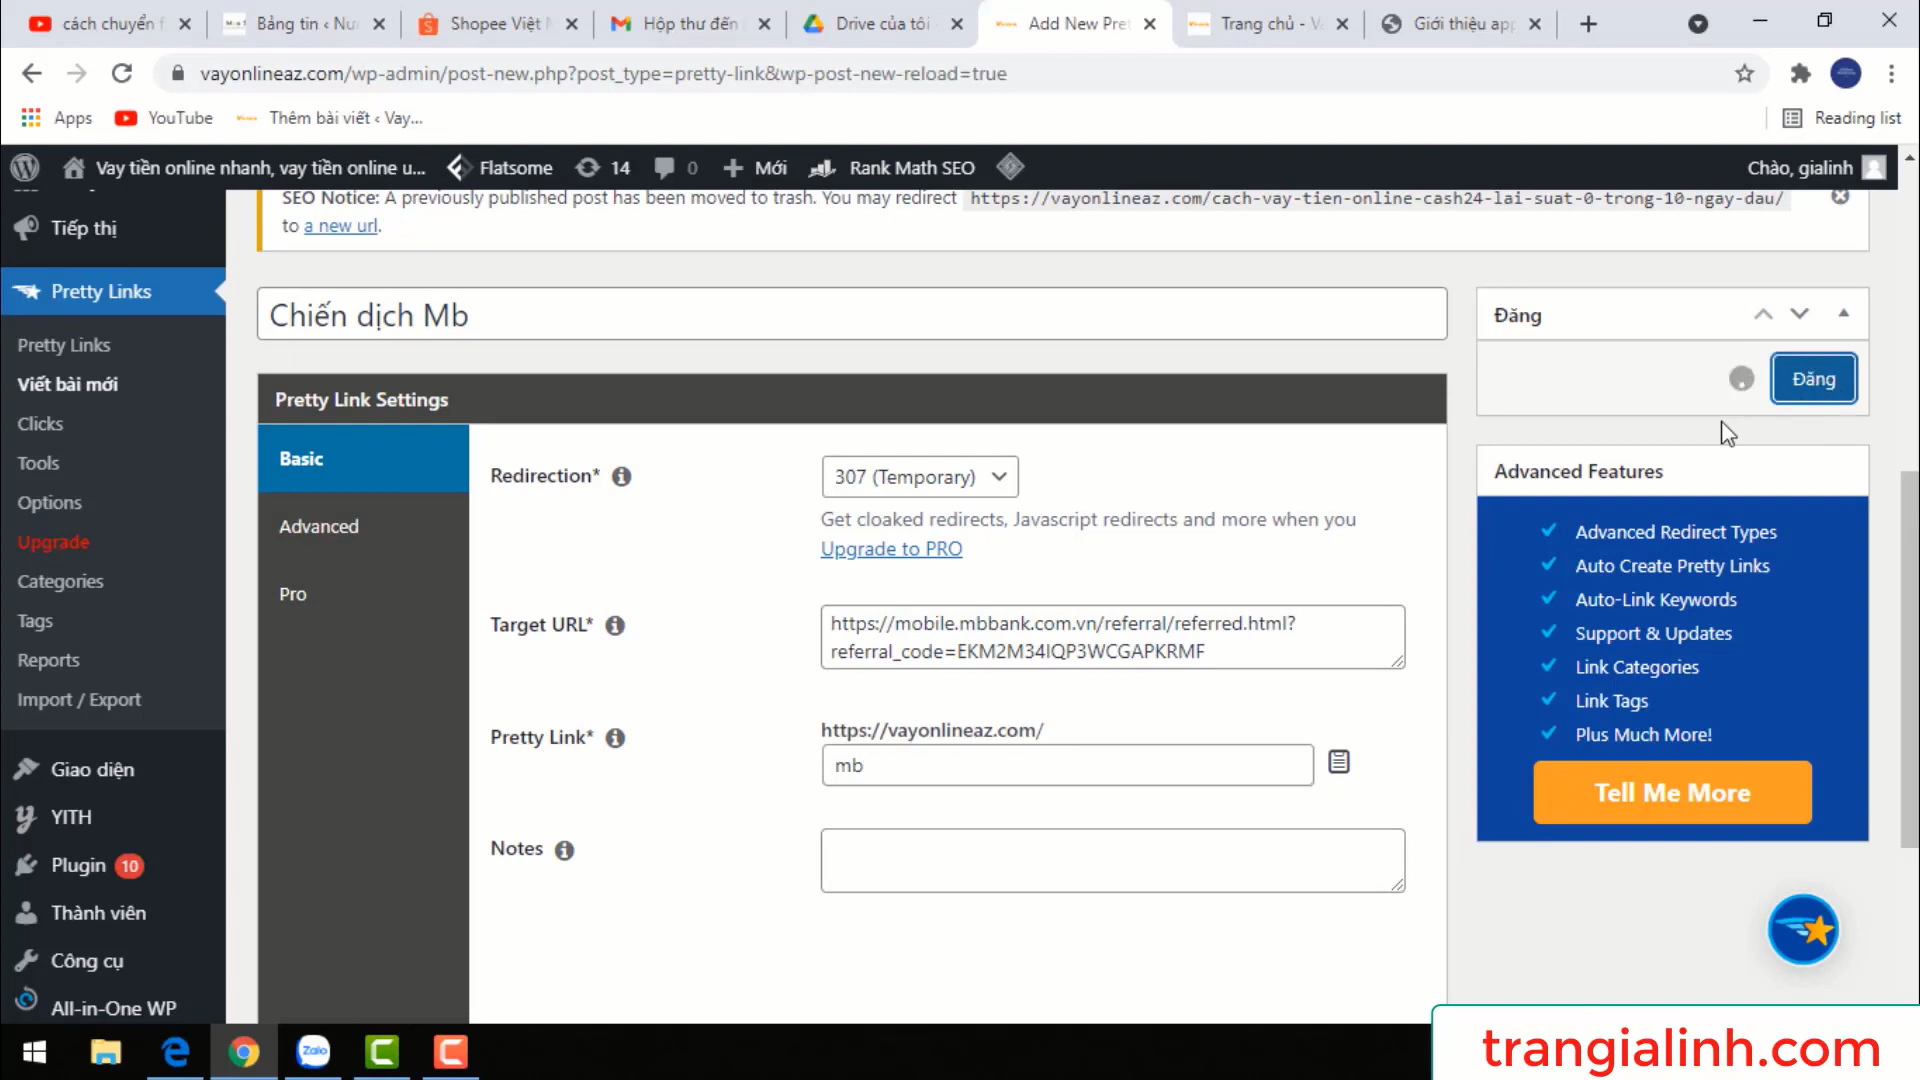 cách chuyển f
Bảng tin ‹ Nư
Shopee Việt N
Hộp thư đến
Drive của tôi
Add New Pret
Trang chủ - V
Giới thiệu app
vayonlineaz.com/wp-admin/post-new.php?post_type=pretty-link&wp-post-new-reload=true
Apps
YouTube
Thêm bài viết ‹ Vay...
Reading list
Vay tiền online nhanh, vay tiền online u...
Flatsome
14
0
Mới
Rank Math SEO
Chào, gialinh
SEO Notice: A previously published post has been moved to trash. You may redirect https://vayonlineaz.com/cach-vay-tien-online-cash24-lai-suat-0-trong-10-ngay-dau/
to a new url.
Tiếp thị
Pretty Links
Pretty Links
Viết bài mới
Clicks
Tools
Options
Upgrade
Categories
Tags
Reports
Import / Export
Giao diện
YITH
Plugin 10
Thành viên
Công cụ
All-in-One WP
Chiến dịch Mb
Pretty Link Settings
Basic
Advanced
Pro
Redirection*
307 (Temporary)
Get cloaked redirects, Javascript redirects and more when you
Upgrade to PRO
Target URL*
https://mobile.mbbank.com.vn/referral/referred.html?
referral_code=EKM2M34IQP3WCGAPKRMF
Pretty Link*
https://vayonlineaz.com/
mb
Notes
Đăng
Đăng
Advanced Features
Advanced Redirect Types
Auto Create Pretty Links
Auto-Link Keywords
Support & Updates
Link Categories
Link Tags
Plus Much More!
Tell Me More
Zalo
trangialinh.com